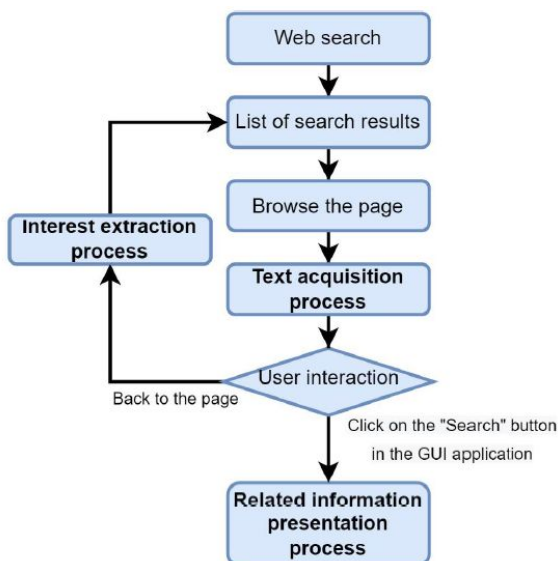 Web search
List of search results
Browse the page
Interest extraction
process
Text acquisition
process
User interaction
Back to the page
Click on the "Search" button
in the GUI application
Related information
presentation
process